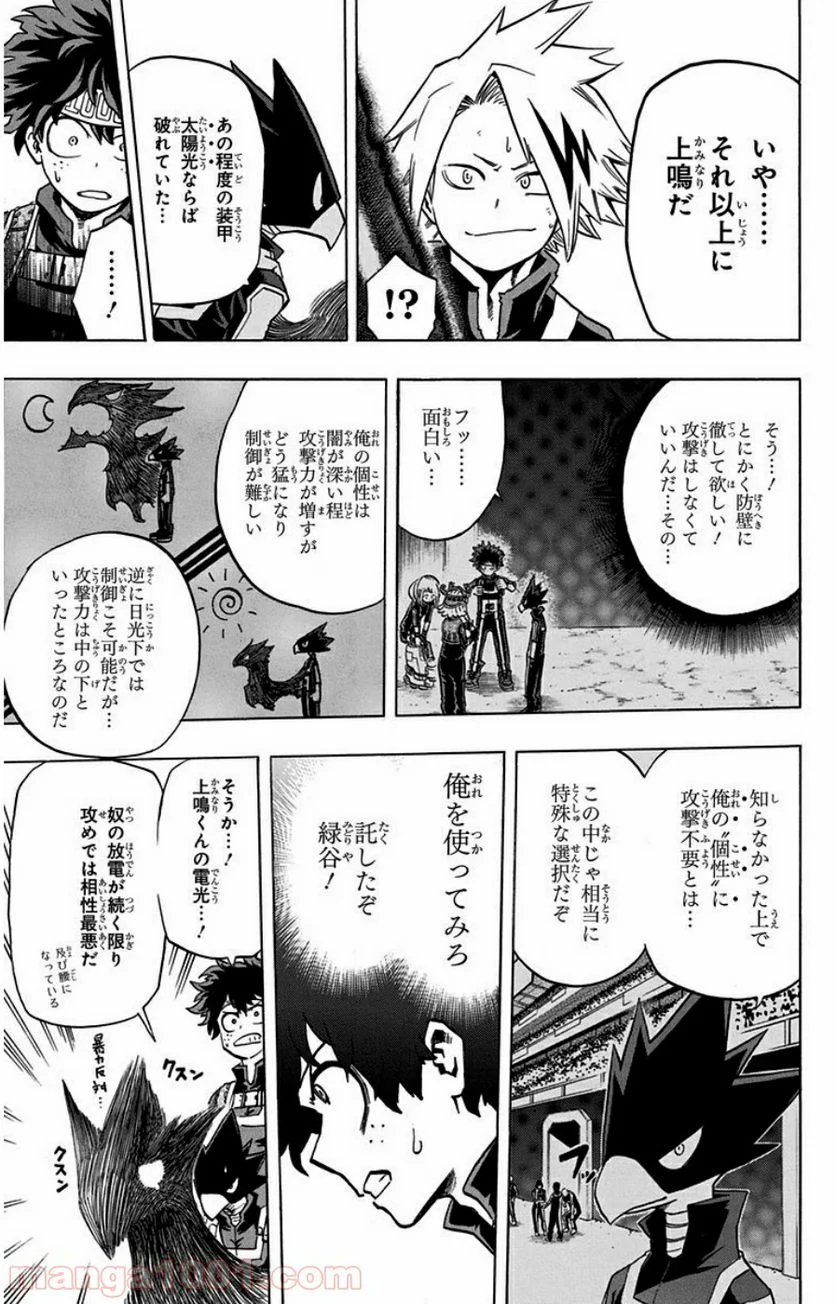 いや……
それ以上に
上鳴だ
!?
あの程度の装甲
太陽光ならば
破れていた…
……!
そう…!
とにかく防壁に
徹して欲しい!
攻撃はしなくて
いいんだ…その…
フッ……
面白い…
俺の個性は
闇が深い程
攻撃力が増すが
どう猛になり
制御が難しい
逆に日光下では
制御こそ可能だが…
攻撃力は中の下と
いったところなのだ
知らなかった上で
俺の〝個性〟に
攻撃不要とは…
この中じゃ相当に
特殊な選択だぞ
フッ
俺を使ってみろ
託したぞ
緑谷!
そうか…!
上鳴くんの電光…!
奴の放電が続く限り
攻めでは相性最悪だ
及び腰に
なっている
暴力反対…
クスン
クスン
manga1001.com